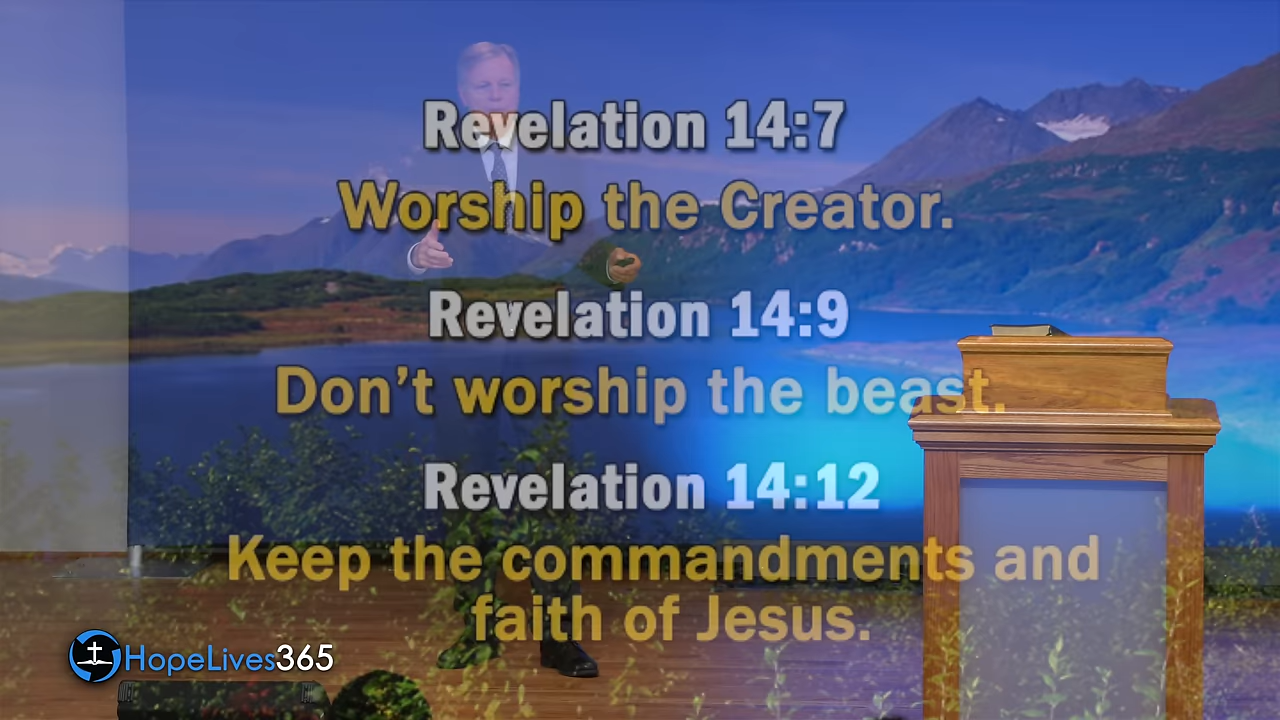 Revelation 14:7
Worship the Creator.
Revelation 14:9
Don’t worship the beast.
Revelation 14:12
Keep the commandments and
faith of Jesus.
HopeLives365